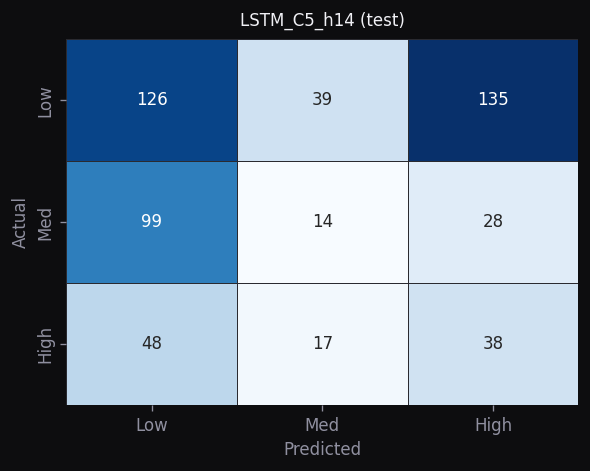 LSTM_C5_h14 (test)
Actual
Low
126
39
135
Med
99
14
28
High
48
17
38
Low
Med
High
Predicted